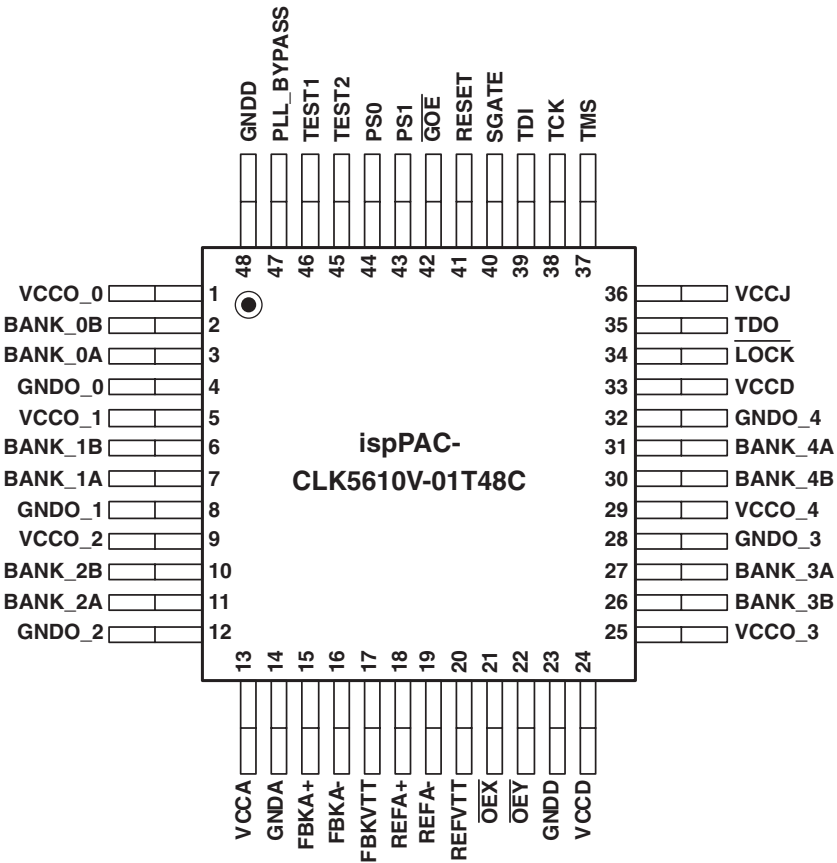 GNDD
PLL_BYPASS
TEST1
TEST2
PS0
PS1
GOE
RESET
SGATE
TDI
TCK
TMS
48 47 46 45 44 43 42 41 40 39 38 37
VCCO_0 1
BANK_0B 2
BANK_0A 3
GNDO_0 4
VCCO_1 5
BANK_1B 6
BANK_1A 7
GNDO_1 8
VCCO_2 9
BANK_2B 10
BANK_2A 11
GNDO_2 12
ispPAC-
CLK5610V-01T48C
36 VCCJ
35 TDO
34 LOCK
33 VCCD
32 GNDO_4
31 BANK_4A
30 BANK_4B
29 VCCO_4
28 GNDO_3
27 BANK_3A
26 BANK_3B
25 VCCO_3
13 14 15 16 17 18 19 20 21 22 23 24
VCCA
GNDA
FBKA+
FBKA-
FBKVTT
REFA+
REFA-
REFVTT
OEX
OEY
GNDD
VCCD